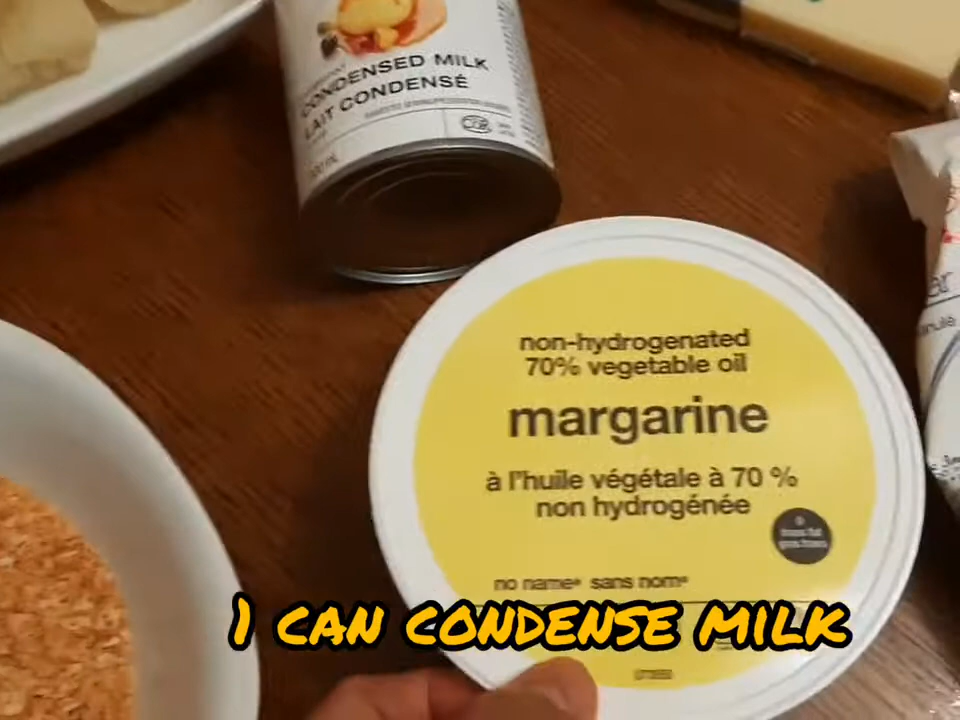 CONDENSED MILK
LAIT CONDENSÉ
COR
non-hydrogenated
70% vegetable oil
margarine
à l'huile végétale à 70 %
non hydrogénée
no name® sans nom®
I CAN CONDENSE MILK